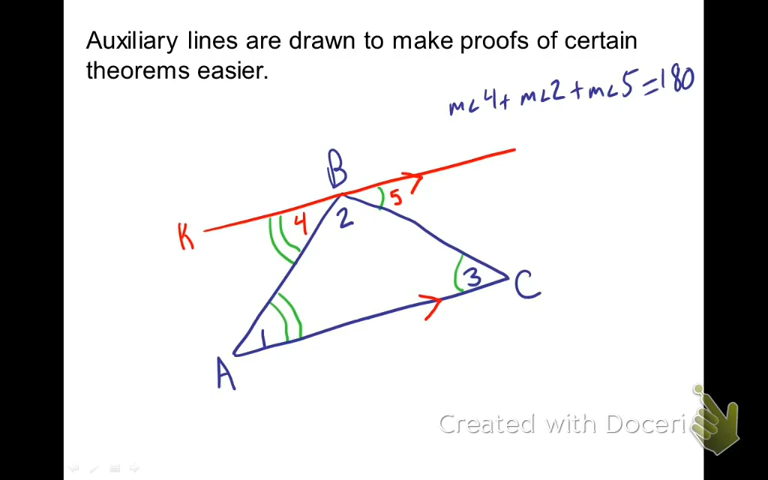 Auxiliary lines are drawn to make proofs of certain
theorems easier.
m∠4 + m∠2 + m∠5 = 180
B
K
4
2
5
3
C
1
A
Created with Doceri